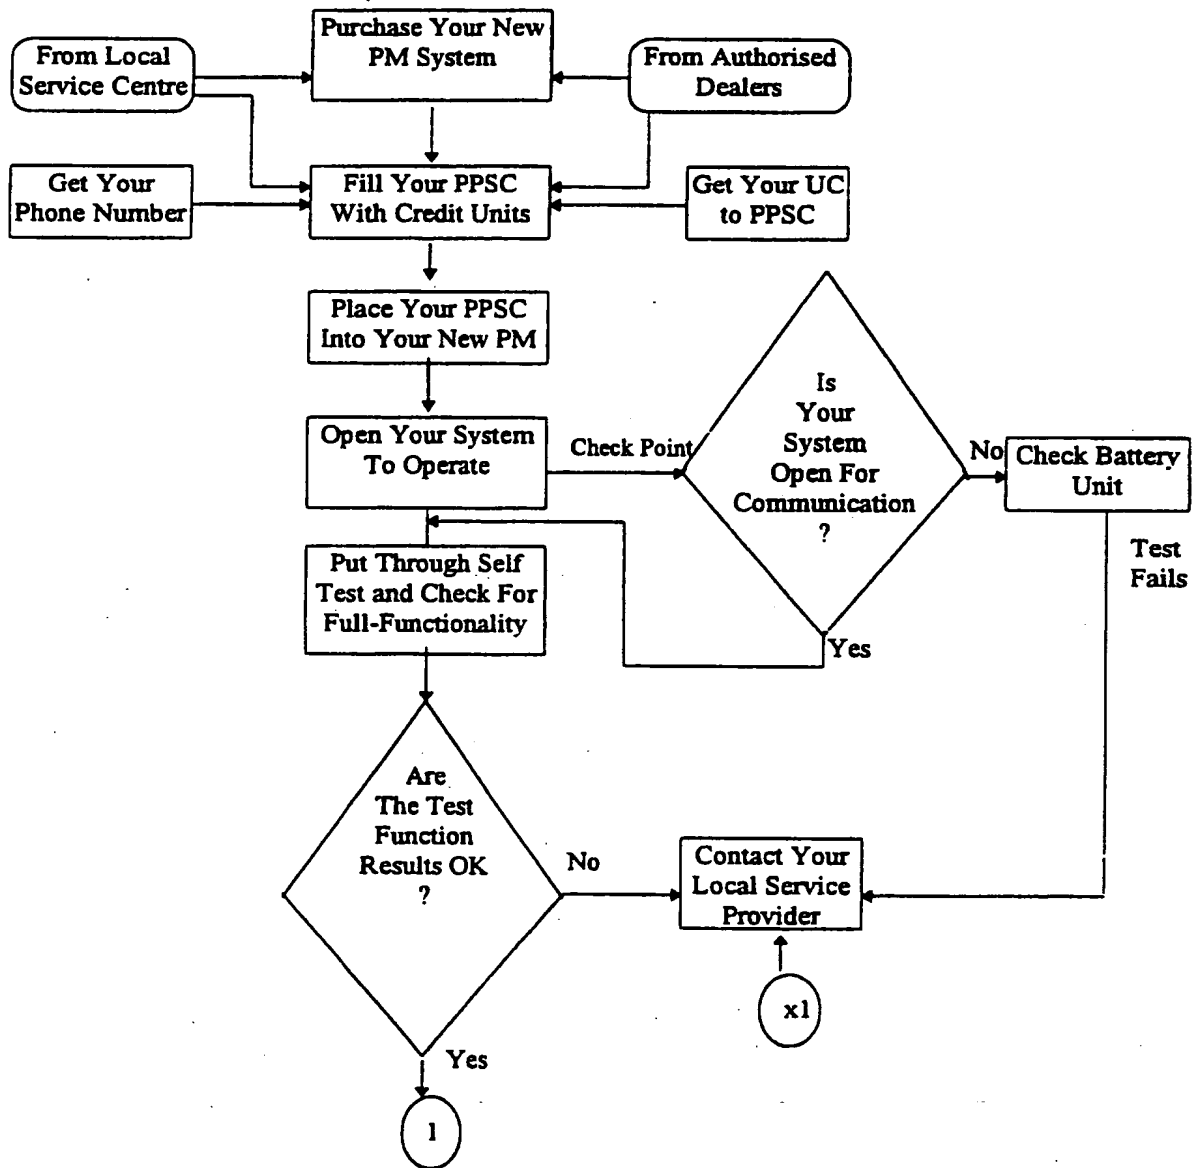 Purchase Your New
PM System
From Local
Service Centre
From Authorised
Dealers
Get Your
Phone Number
Fill Your PPSC
With Credit Units
Get Your UC
to PPSC
Place Your PPSC
Into Your New PM
Open Your System
To Operate
Check Point
Is
Your
System
Open For
Communication
?
No
Check Battery
Unit
Test
Fails
Yes
Put Through Self
Test and Check For
Full-Functionality
Are
The Test
Function
Results OK
?
No
Contact Your
Local Service
Provider
x1
Yes
1